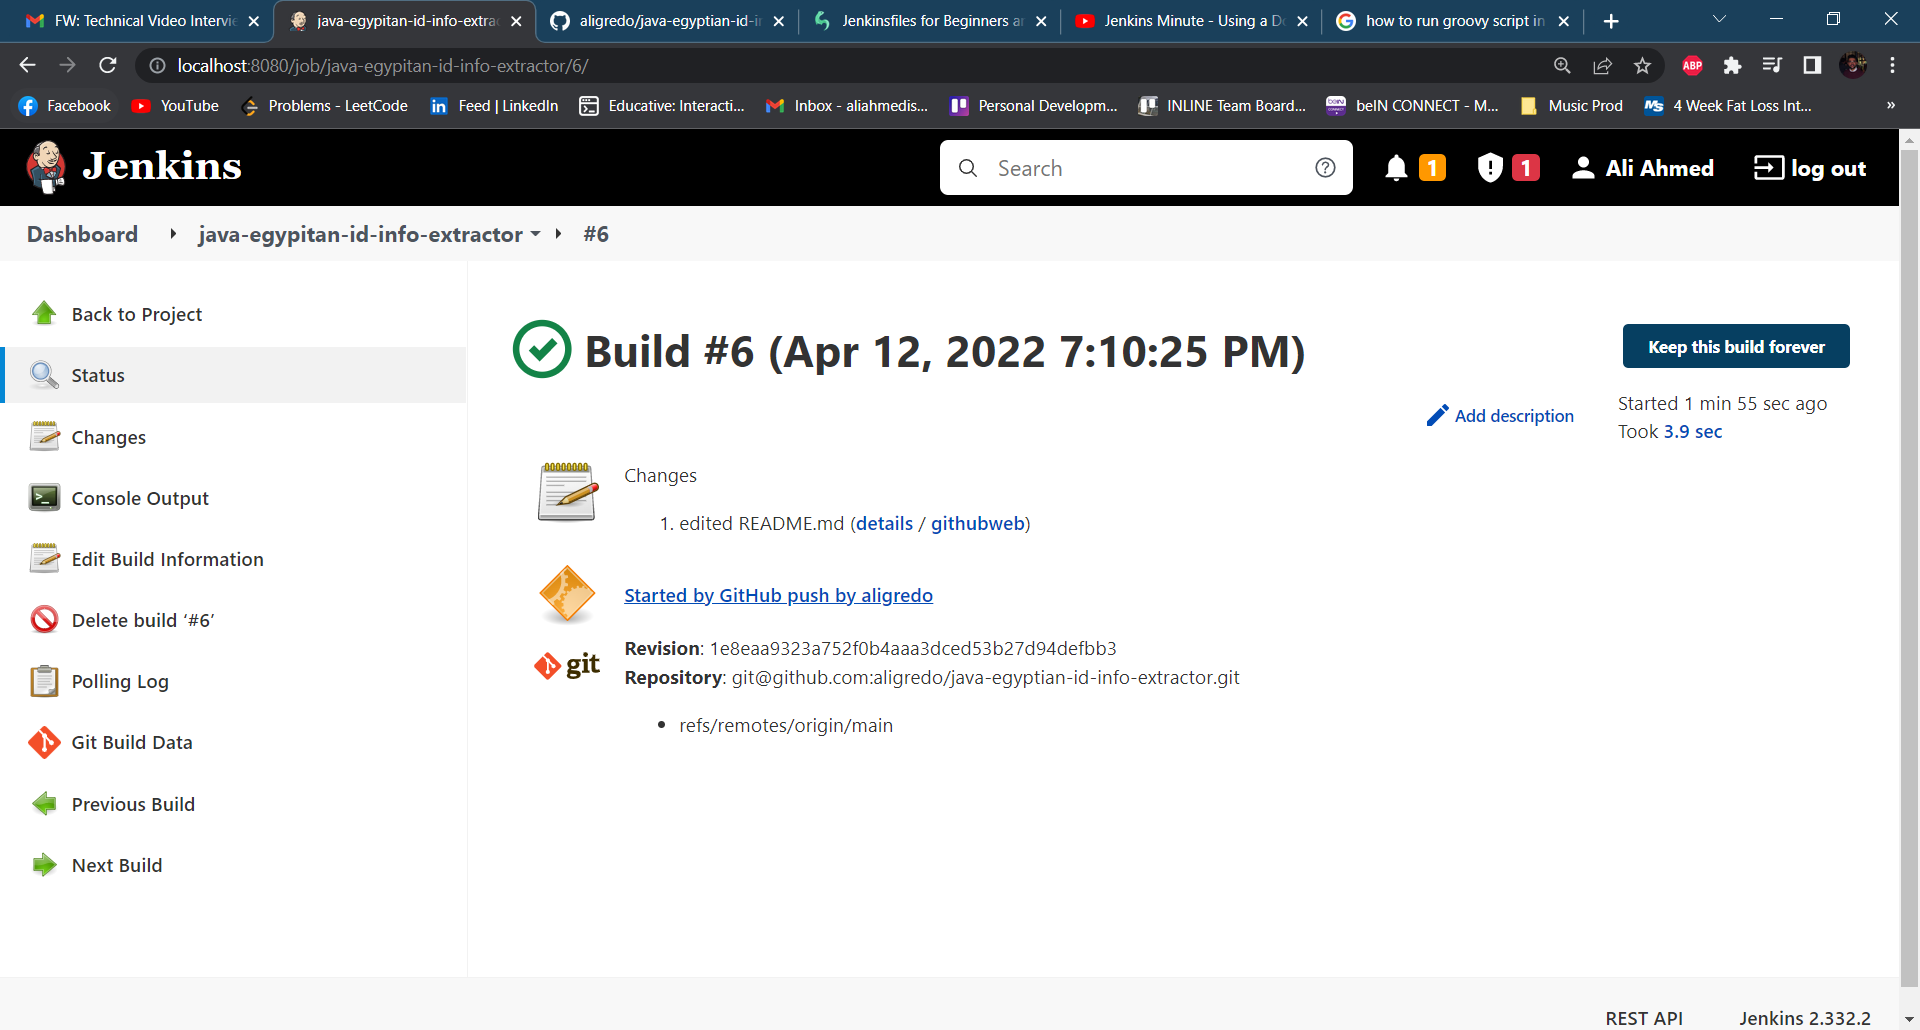 FW: Technical Video Intervie
java-egypitan-id-info-extrac
aligredo/java-egyptian-id-in
Jenkinsfiles for Beginners an
Jenkins Minute - Using a Do
how to run groovy script in
localhost:8080/job/java-egypitan-id-info-extractor/6/
ABP
Facebook
YouTube
Problems - LeetCode
Feed | LinkedIn
Educative: Interacti...
Inbox - aliahmedis...
Personal Developm...
INLINE Team Board...
beIN CONNECT - M...
Music Prod
4 Week Fat Loss Int...
»
Jenkins
Search
1
1
Ali Ahmed
log out
Dashboard
java-egypitan-id-info-extractor
#6
Back to Project
Status
Changes
Console Output
Edit Build Information
Delete build ‘#6’
Polling Log
Git Build Data
Previous Build
Next Build
Build #6 (Apr 12, 2022 7:10:25 PM)
Keep this build forever
Add description
Started 1 min 55 sec ago
Took 3.9 sec
Changes
1. edited README.md (details / githubweb)
Started by GitHub push by aligredo
git
Revision: 1e8eaa9323a752f0b4aaa3dced53b27d94defbb3
Repository: git@github.com:aligredo/java-egyptian-id-info-extractor.git
• refs/remotes/origin/main
REST API
Jenkins 2.332.2